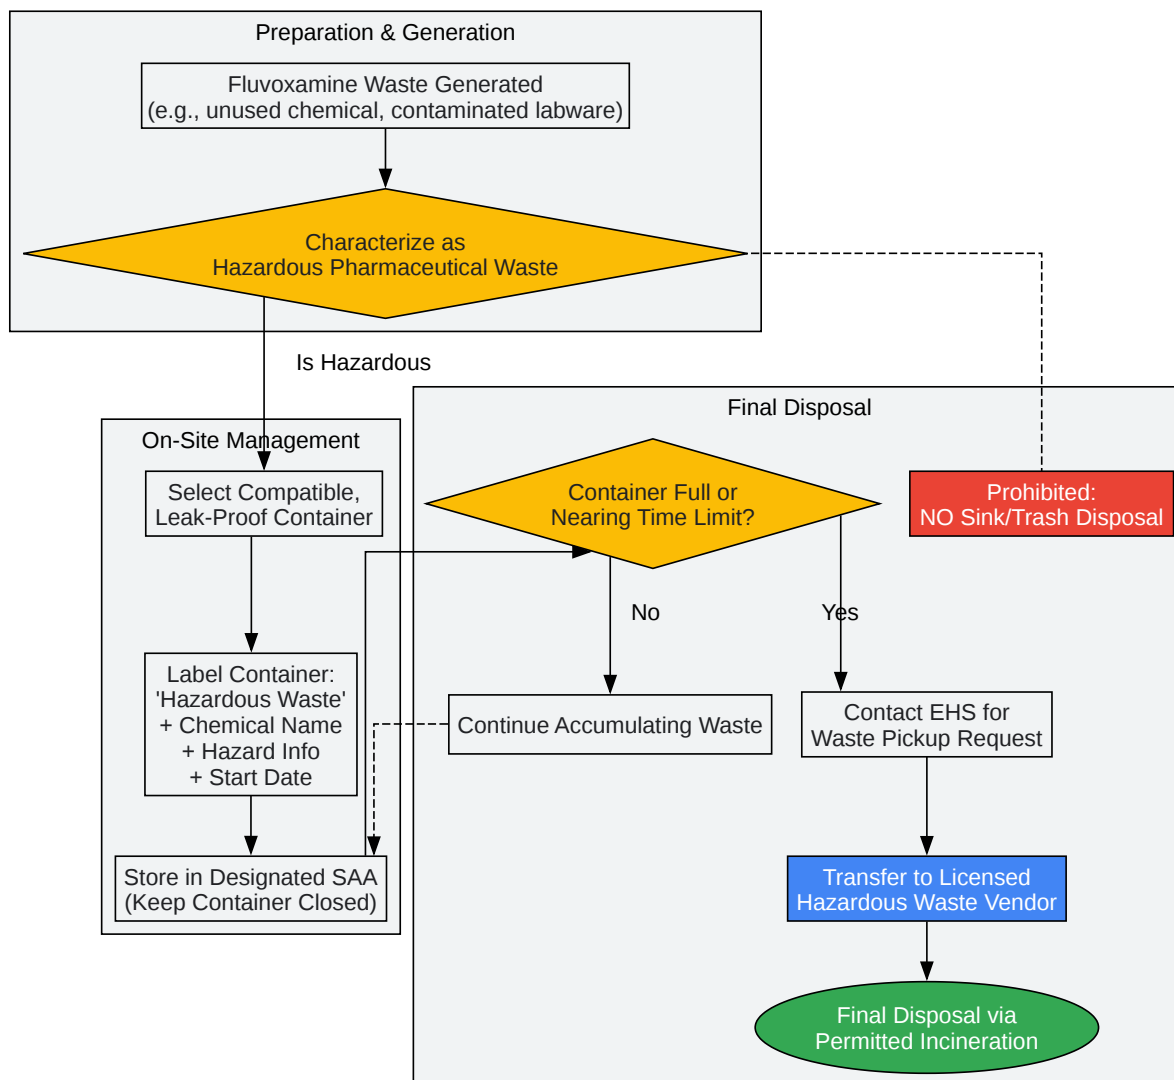 Preparation & Generation
Fluvoxamine Waste Generated
(e.g., unused chemical, contaminated labware)
Characterize as
Hazardous Pharmaceutical Waste
Is Hazardous
On-Site Management
Select Compatible,
Leak-Proof Container
Label Container:
'Hazardous Waste'
+ Chemical Name
+ Hazard Info
+ Start Date
Store in Designated SAA
(Keep Container Closed)
Final Disposal
Container Full or
Nearing Time Limit?
Prohibited:
NO Sink/Trash Disposal
No
Yes
Continue Accumulating Waste
Contact EHS for
Waste Pickup Request
Transfer to Licensed
Hazardous Waste Vendor
Final Disposal via
Permitted Incineration